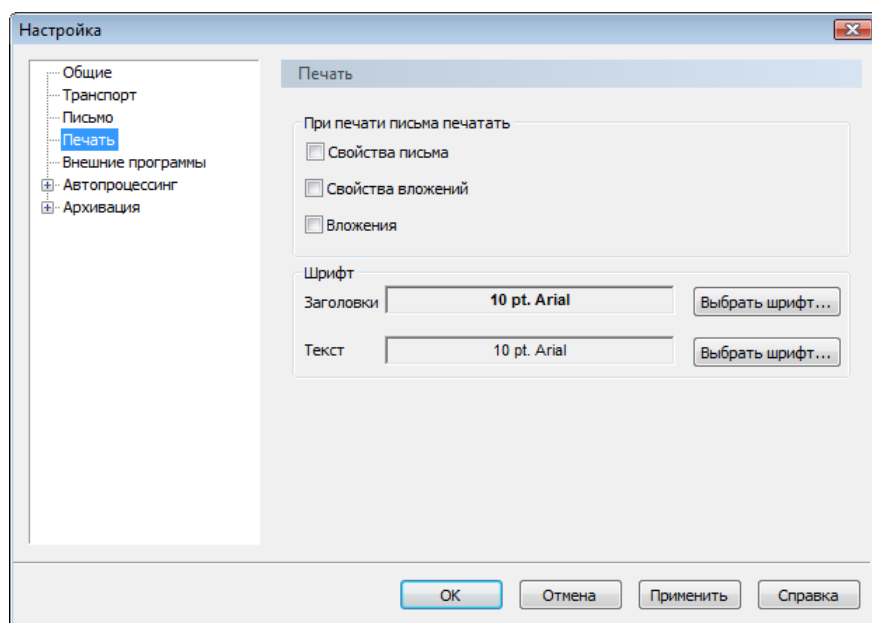 Настройка
Общие
Транспорт
Письмо
Печать
Внешние программы
Автопроцессинг
Архивация
Печать
При печати письма печатать
Свойства письма
Свойства вложений
Вложения
Шрифт
Заголовки 10 pt. Arial Выбрать шрифт...
Текст 10 pt. Arial Выбрать шрифт...
ОК Отмена Применить Справка